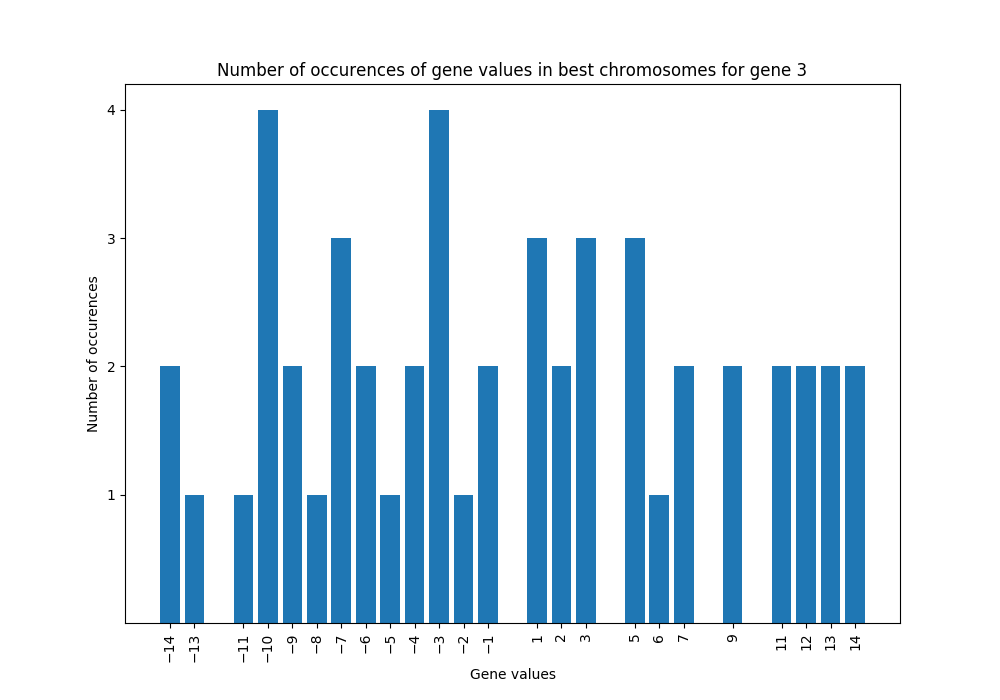 Number of occurences of gene values in best chromosomes for gene 3
Number of occurences
4
3
2
1
−14 −13 −11 −10 −9 −8 −7 −6 −5 −4 −3 −2 −1 1 2 3 5 6 7 9 11 12 13 14
Gene values